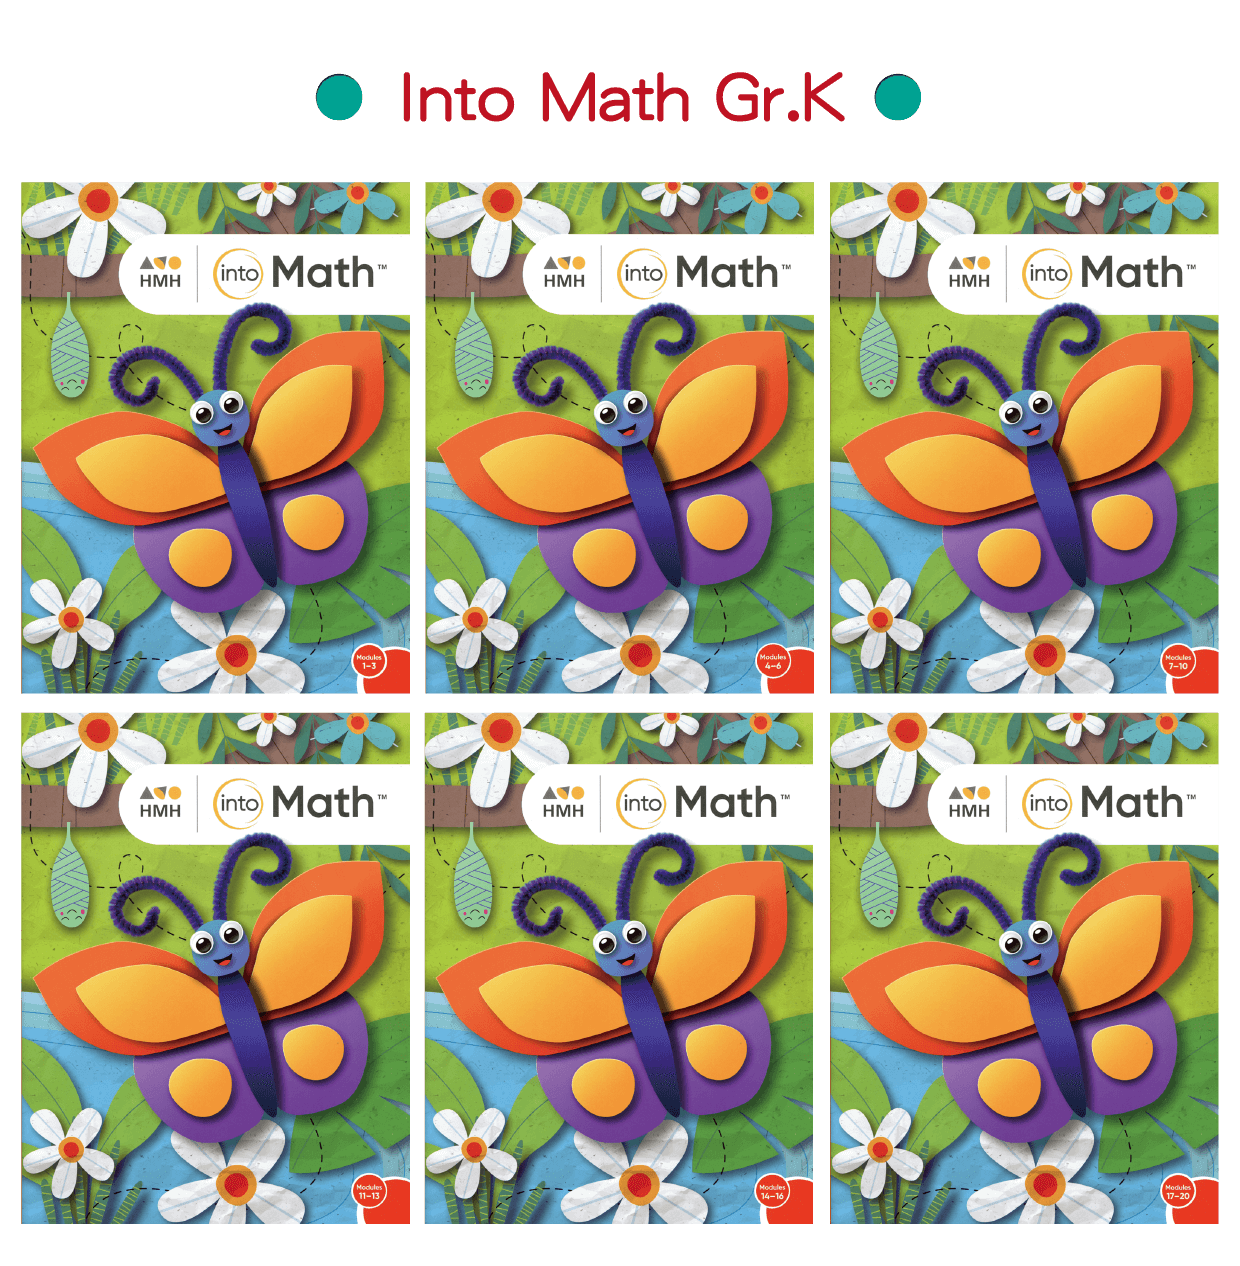 Into Math Gr.K
HMH into Math™
HMH into Math™
HMH into Math™
Modules
1–3
Modules
4–6
Modules
7–10
HMH into Math™
HMH into Math™
HMH into Math™
Modules
11–13
Modules
14–16
Modules
17–20